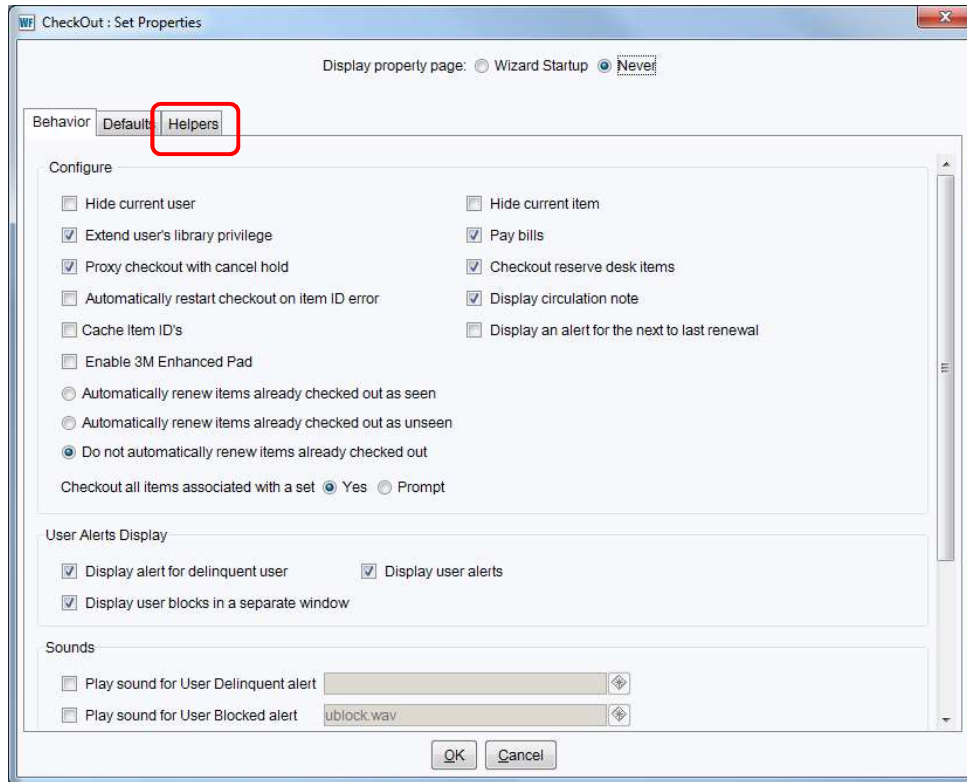 WF CheckOut : Set Properties
Display property page: Wizard Startup Never
Behavior Defaults Helpers
Configure
Hide current user Hide current item
Extend user's library privilege Pay bills
Proxy checkout with cancel hold Checkout reserve desk items
Automatically restart checkout on item ID error Display circulation note
Cache Item ID's Display an alert for the next to last renewal
Enable 3M Enhanced Pad
Automatically renew items already checked out as seen
Automatically renew items already checked out as unseen
Do not automatically renew items already checked out
Checkout all items associated with a set Yes Prompt
User Alerts Display
Display alert for delinquent user Display user alerts
Display user blocks in a separate window
Sounds
Play sound for User Delinquent alert
Play sound for User Blocked alert ublock.wav
OK Cancel